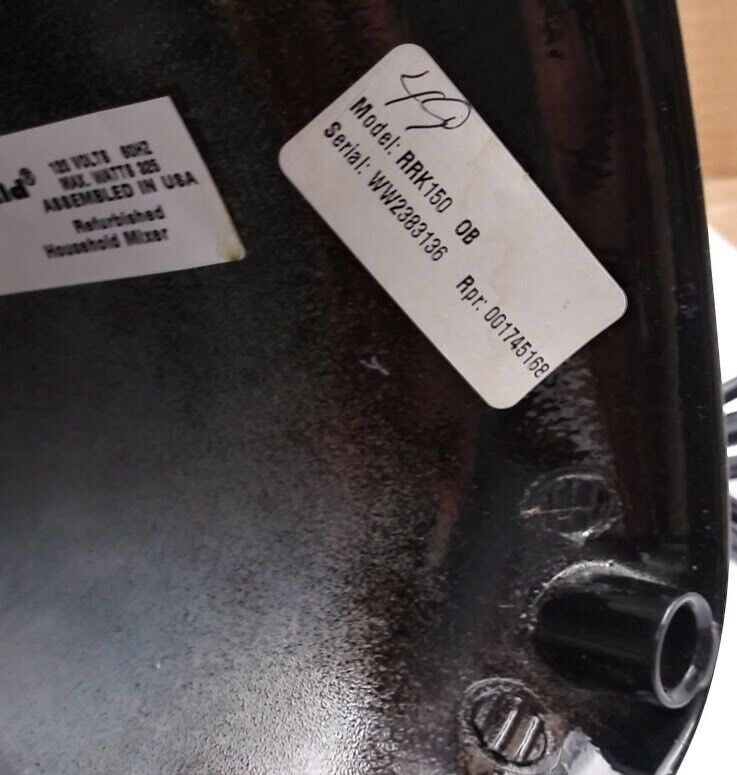 120 VOLTS 60HZ
MAX. WATTS 325
ASSEMBLED IN USA
Refurbished
Household Mixer
49
Model: RRK150 OB
Serial: WW2383136 Rpr: 001745168